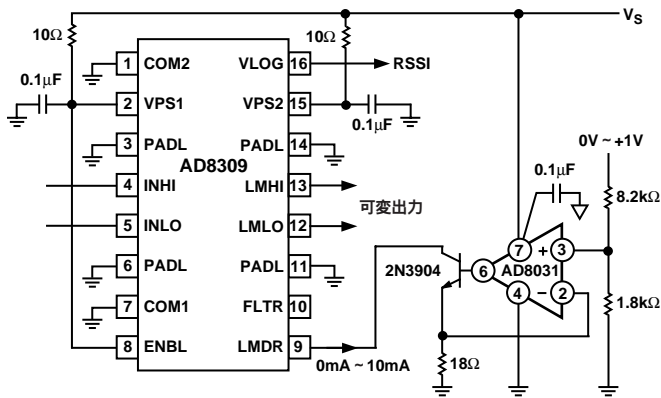 VS
10Ω
10Ω
1 COM2 VLOG 16 RSSI
0.1μF
2 VPS1 VPS2 15
0.1μF
3 PADL PADL 14
AD8309
0V ~ +1V
4 INHI LMHI 13
0.1μF
8.2kΩ
可変出力
5 INLO LMLO 12
7 + 3
6 PADL PADL 11
2N3904 6 AD8031
4 − 2
7 COM1 FLTR 10
1.8kΩ
8 ENBL LMDR 9
0mA ~ 10mA
18Ω